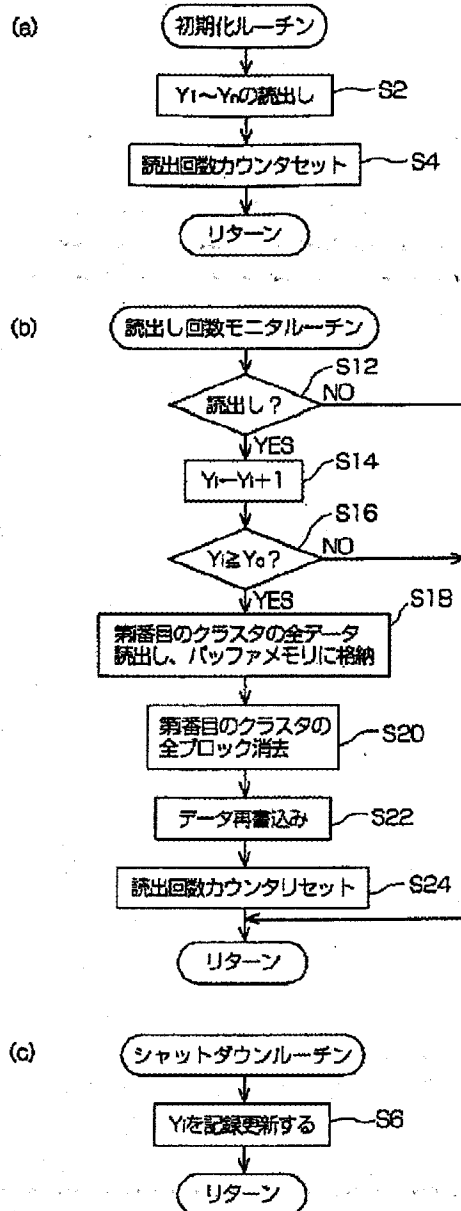 (a)
初期化ルーチン
Y1～Ynの読出し
S2
読出回数カウンタセット
S4
リターン
(b)
読出し回数モニタルーチン
S12
読出し？
NO
YES
S14
Yi←Yi+1
S16
Yi≧Yo?
NO
YES
S18
第i番目のクラスタの全データ
読出し、バッファメモリに格納
第i番目のクラスタの
全ブロック消去
S20
データ再書込み
S22
読出回数カウンタリセット
S24
リターン
(c)
シャットダウンルーチン
Yiを記録更新する
S6
リターン